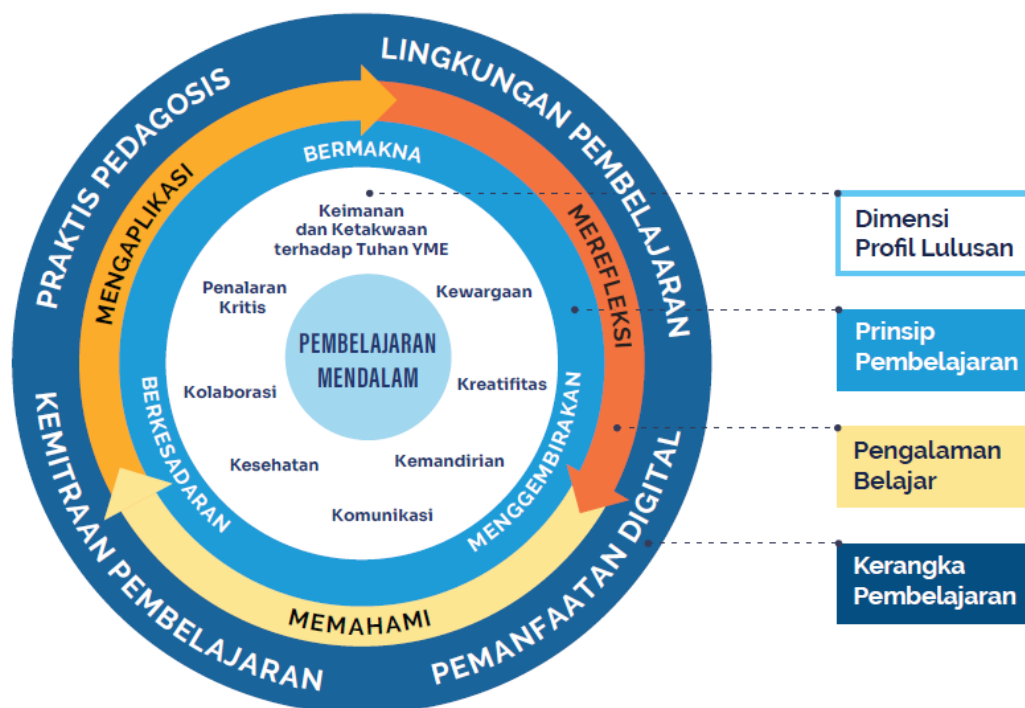 PRAKTIS PEDAGOSIS
LINGKUNGAN PEMBELAJARAN
MENGAPLIKASI
BERMAKNA
MEREFLEKSI
Keimanan
dan Ketakwaan
terhadap Tuhan YME
Penalaran
Kritis
Kewargaan
PEMBELAJARAN
MENDALAM
Kolaborasi
Kreatifitas
Kesehatan
Kemandirian
Komunikasi
BERKESADARAN
MENGGEMBIRAKAN
MEMAHAMI
KEMITRAAN PEMBELAJARAN
PEMANFAATAN DIGITAL
Dimensi
Profil Lulusan
Prinsip
Pembelajaran
Pengalaman
Belajar
Kerangka
Pembelajaran